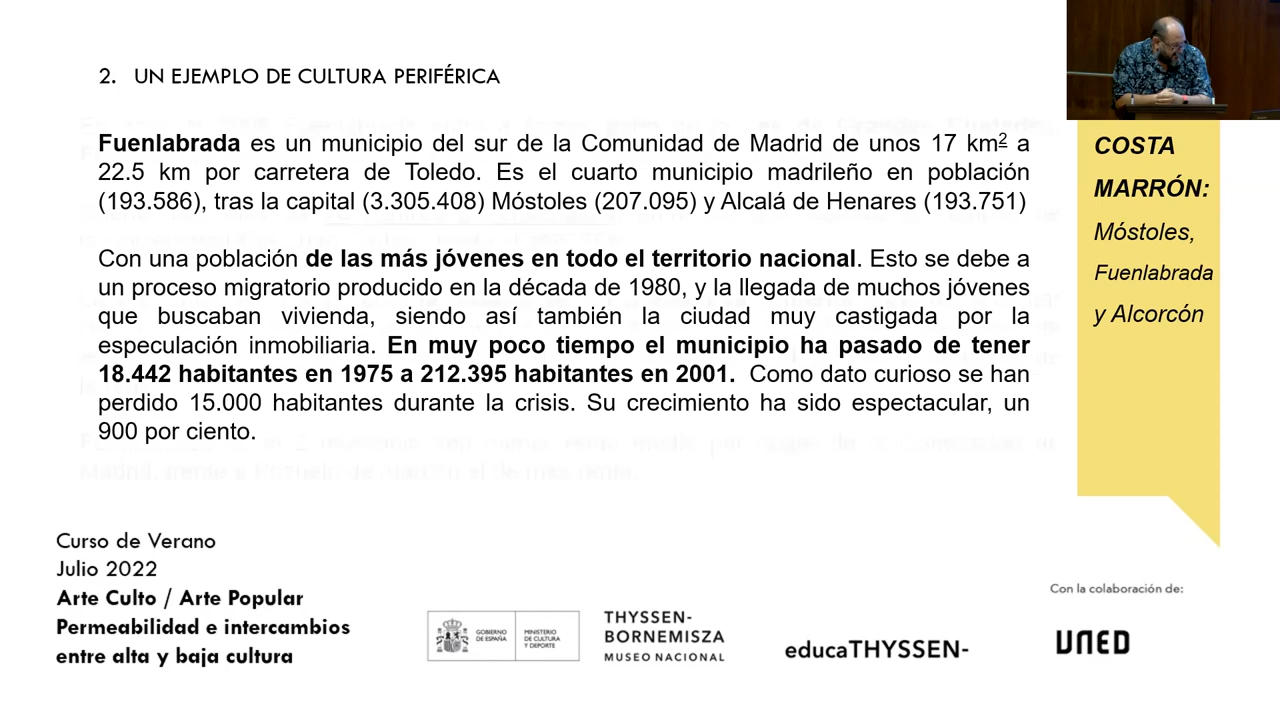 2. UN EJEMPLO DE CULTURA PERIFÉRICA
Fuenlabrada es un municipio del sur de la Comunidad de Madrid de unos 17 km² a
22.5 km por carretera de Toledo. Es el cuarto municipio madrileño en población
(193.586), tras la capital (3.305.408) Móstoles (207.095) y Alcalá de Henares (193.751)
Con una población de las más jóvenes en todo el territorio nacional. Esto se debe a
un proceso migratorio producido en la década de 1980, y la llegada de muchos jóvenes
que buscaban vivienda, siendo así también la ciudad muy castigada por la
especulación inmobiliaria. En muy poco tiempo el municipio ha pasado de tener
18.442 habitantes en 1975 a 212.395 habitantes en 2001. Como dato curioso se han
perdido 15.000 habitantes durante la crisis. Su crecimiento ha sido espectacular, un
900 por ciento.
COSTA
MARRÓN:
Móstoles,
Fuenlabrada
y Alcorcón
Curso de Verano
Julio 2022
Arte Culto / Arte Popular
Permeabilidad e intercambios
entre alta y baja cultura
GOBIERNO
DE ESPAÑA
MINISTERIO
DE CULTURA
Y DEPORTE
THYSSEN-
BORNEMISZA
MUSEO NACIONAL
educaTHYSSEN-
Con la colaboración de:
UNED